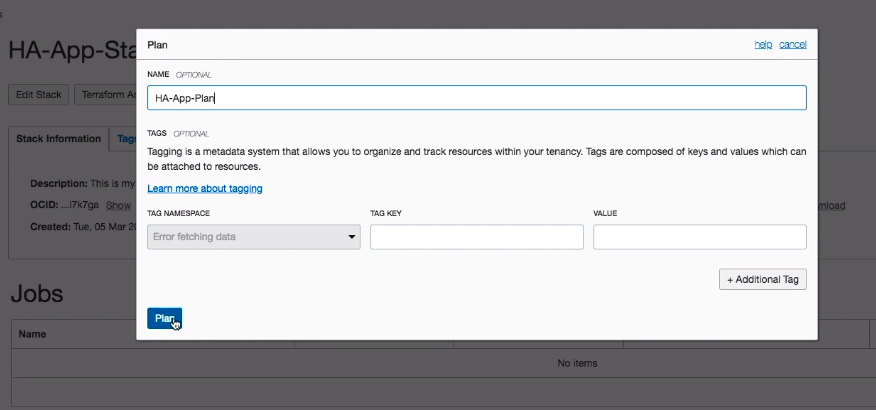 HA-App-Sta
Plan
help cancel
NAME OPTIONAL
HA-App-Plan
Edit Stack
Terraform Ac
TAGS OPTIONAL
Stack Information
Tags
Tagging is a metadata system that allows you to organize and track resources within your tenancy. Tags are composed of keys and values which can
be attached to resources.
Learn more about tagging
Description: This is my
OCID: ...l7k7ga Show
nload
Created: Tue, 05 Mar 20
TAG NAMESPACE
TAG KEY
VALUE
Error fetching data
+ Additional Tag
Jobs
Plan
Name
No items